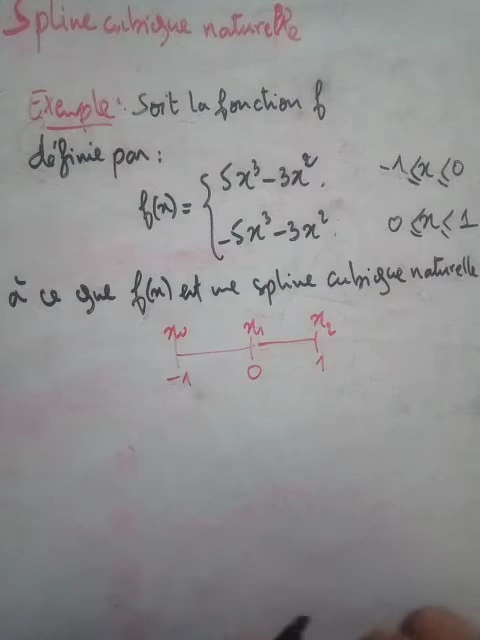 Spline cubique naturelle
Exemple: Soit la fonction f
définie par:
f(x) = { 5x³ - 3x². -1 ≤ x ≤ 0
-5x³ - 3x². 0 ≤ x ≤ 1
à ce que f(x) est une spline cubique naturelle
x₀ x₁ x₂
-1 0 1